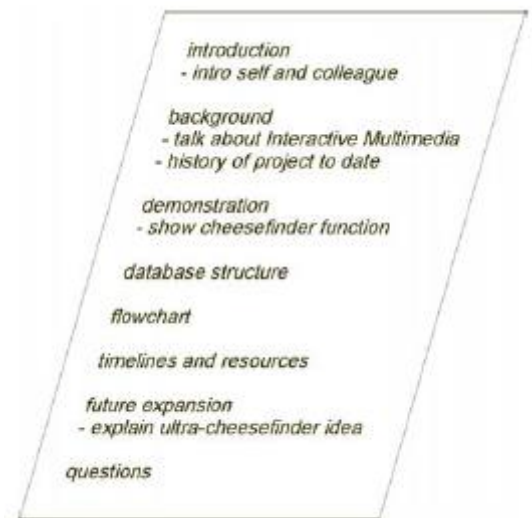 introduction
- intro self and colleague
background
- talk about Interactive Multimedia
- history of project to date
demonstration
- show cheesefinder function
database structure
flowchart
timelines and resources
future expansion
- explain ultra-cheesefinder idea
questions